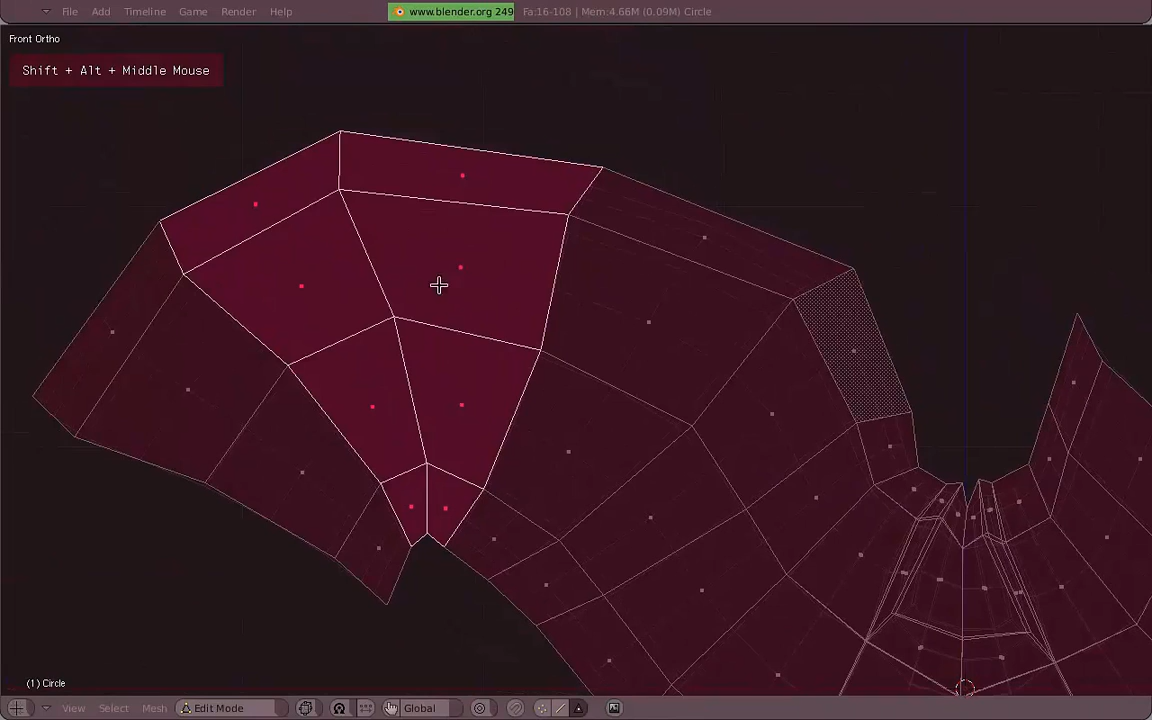 File Add Timeline Game Render Help www.blender.org 249 Fa:16-108 | Mem:4.66M (0.09M) Circle
Front Ortho
Shift + Alt + Middle Mouse
(1) Circle
View Select Mesh Edit Mode Global